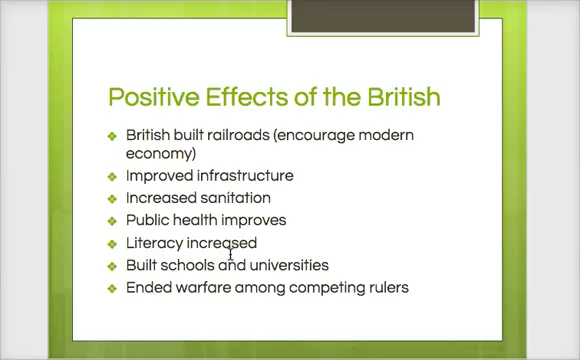 Positive Effects of the British
British built railroads (encourage modern
economy)
Improved infrastructure
Increased sanitation
Public health improves
Literacy increased
Built schools and universities
Ended warfare among competing rulers